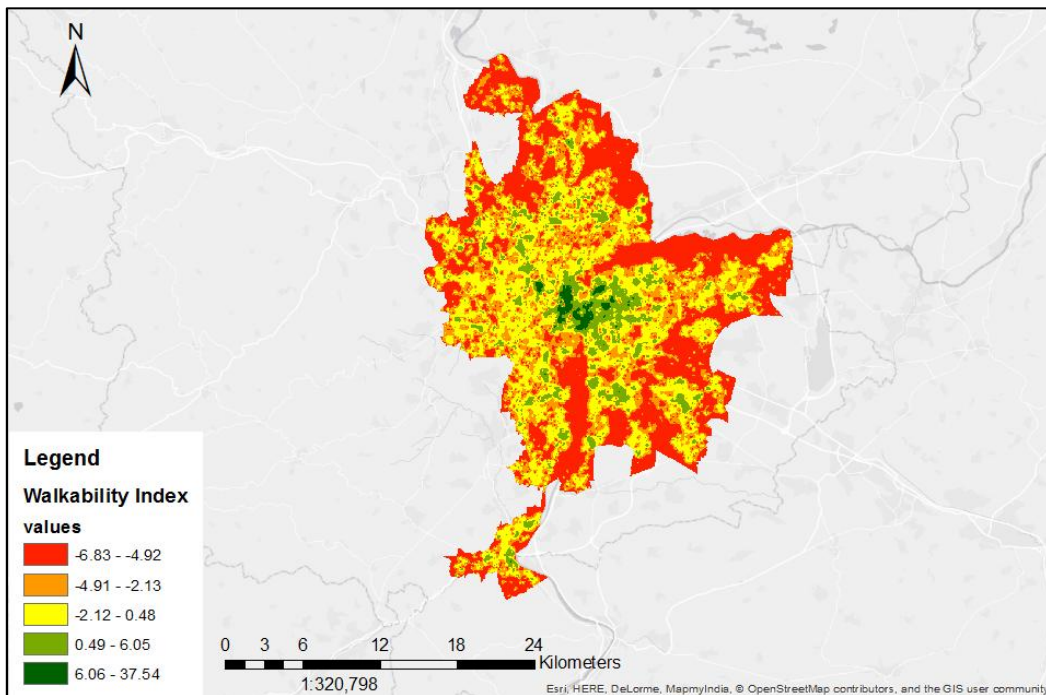 N
Legend
Walkability Index
values
-6.83 - -4.92
-4.91 - -2.13
-2.12 - 0.48
0.49 - 6.05
6.06 - 37.54
0 3 6 12 18 24
Kilometers
1:320,798
Esri, HERE, DeLorme, MapmyIndia, © OpenStreetMap contributors, and the GIS user community